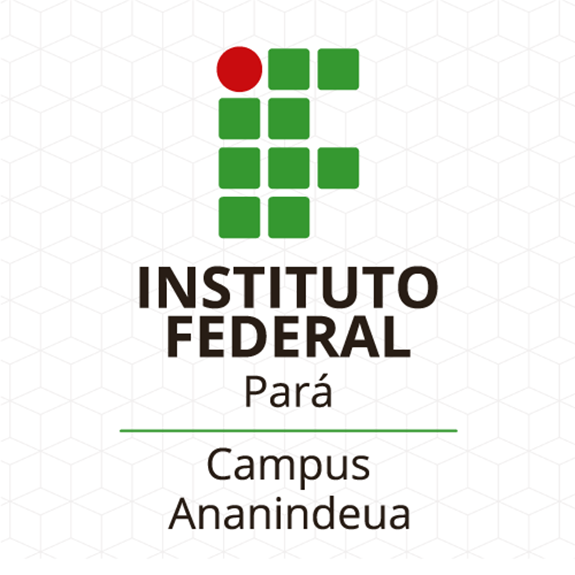 INSTITUTO
FEDERAL
Pará
Campus
Ananindeua